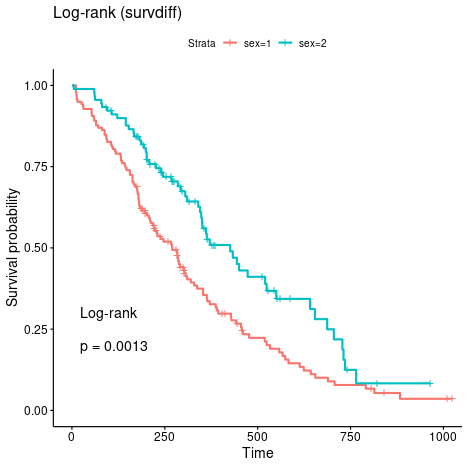 Log-rank (survdiff)
Strata sex=1 sex=2
Survival probability
1.00
0.75
0.50
0.25
0.00
Log-rank
p = 0.0013
0 250 500 750 1000
Time